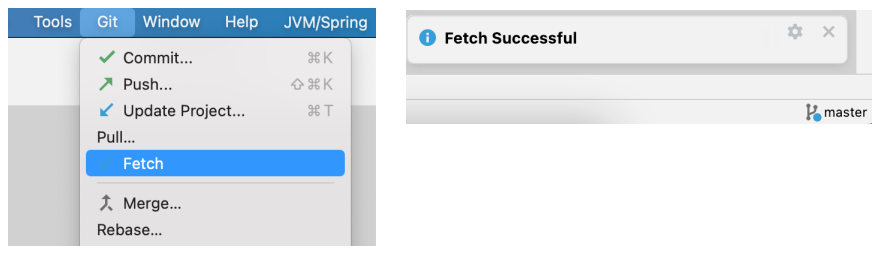 Tools Git Window Help JVM/Spring
Commit... ⌘K
Push... ⇧⌘K
Update Project... ⌘T
Pull...
Fetch
Merge...
Rebase...
Fetch Successful
master